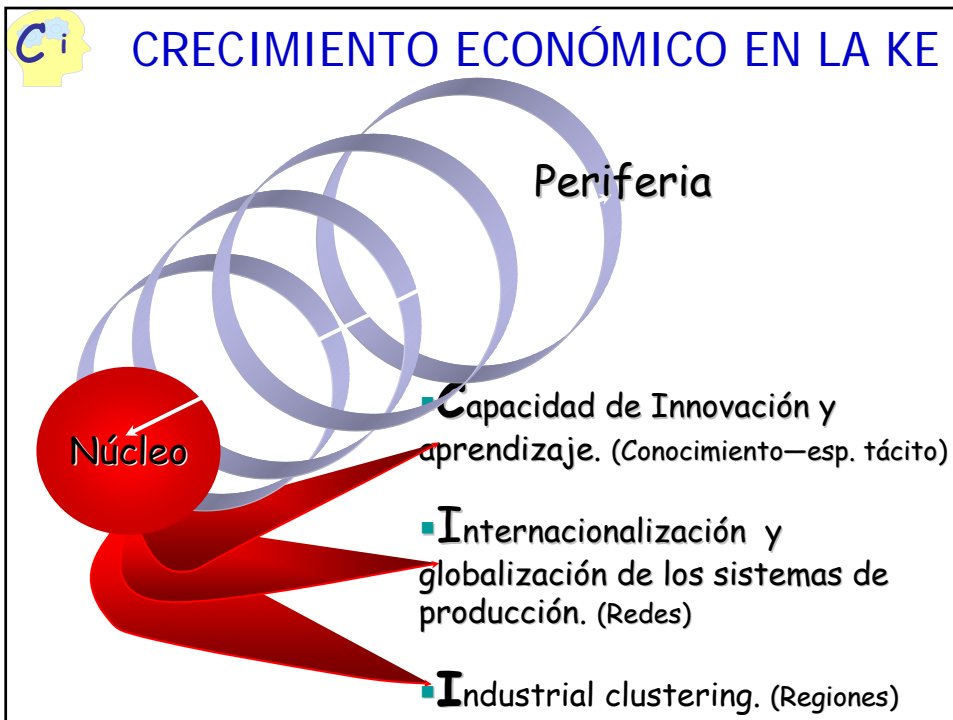 Ci
CRECIMIENTO ECONÓMICO EN LA KE
Periferia
Núcleo
▪Capacidad de Innovación y
aprendizaje. (Conocimiento—esp. tácito)
▪Internacionalización y
globalización de los sistemas de
producción. (Redes)
▪Industrial clustering. (Regiones)